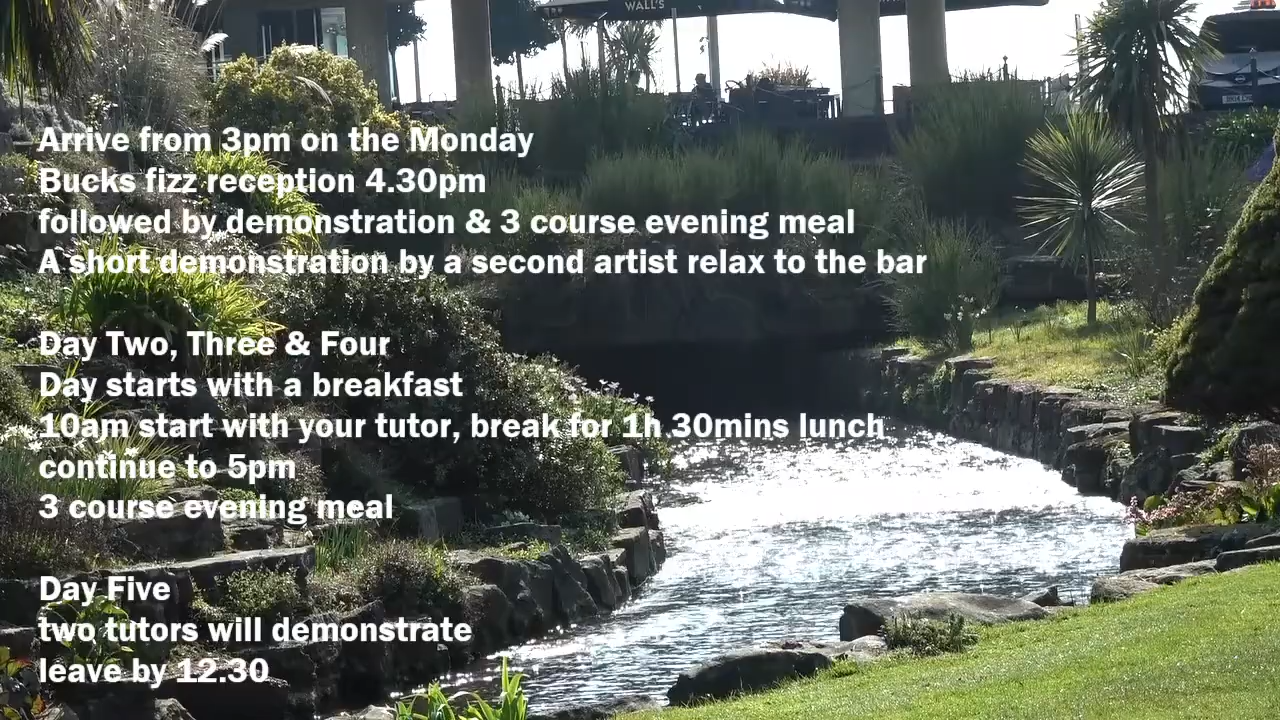 WALL'S
Arrive from 3pm on the Monday
Bucks fizz reception 4.30pm
followed by demonstration & 3 course evening meal
A short demonstration by a second artist relax to the bar
Day Two, Three & Four
Day starts with a breakfast
10am start with your tutor, break for 1h 30mins lunch
continue to 5pm
3 course evening meal
Day Five
two tutors will demonstrate
leave by 12.30